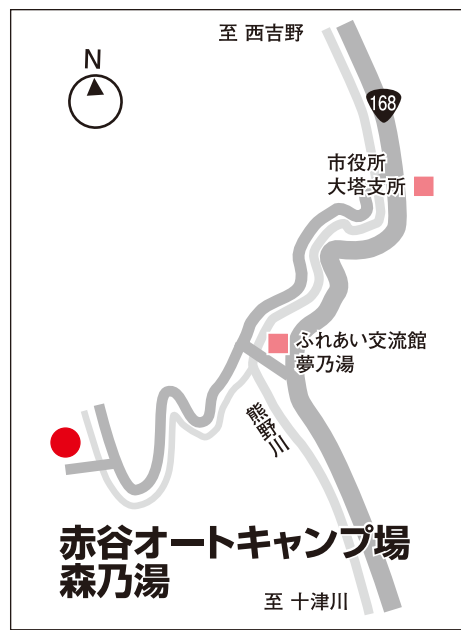 至 西吉野
N
168
市役所
大塔支所
ふれあい交流館
夢乃湯
熊野川
赤谷オートキャンプ場
森乃湯
至 十津川